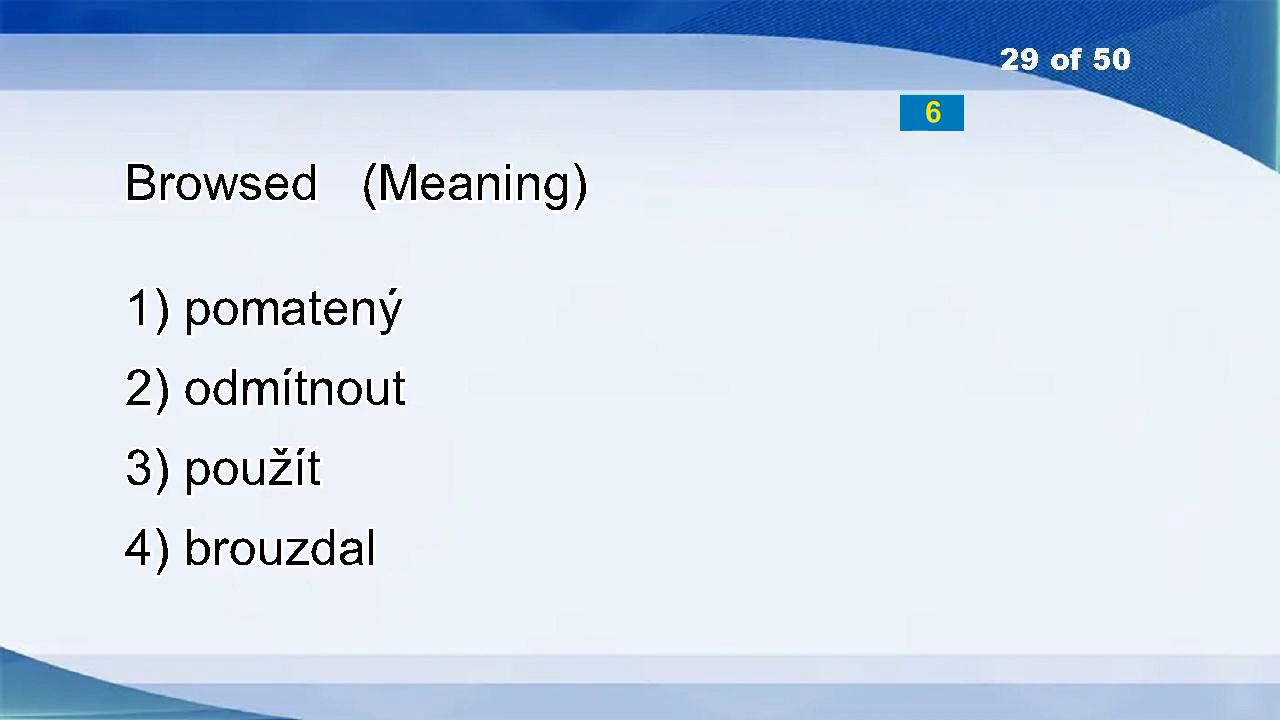 29 of 50
6
Browsed (Meaning)
1) pomatený
2) odmítnout
3) použít
4) brouzdal